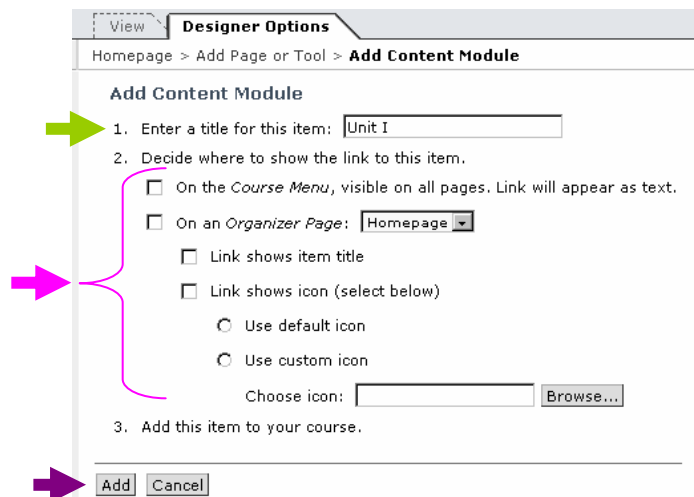 View Designer Options
Homepage > Add Page or Tool > Add Content Module
Add Content Module
1. Enter a title for this item: Unit I
2. Decide where to show the link to this item.
On the Course Menu, visible on all pages. Link will appear as text.
On an Organizer Page: Homepage
Link shows item title
Link shows icon (select below)
Use default icon
Use custom icon
Choose icon: Browse...
3. Add this item to your course.
Add Cancel